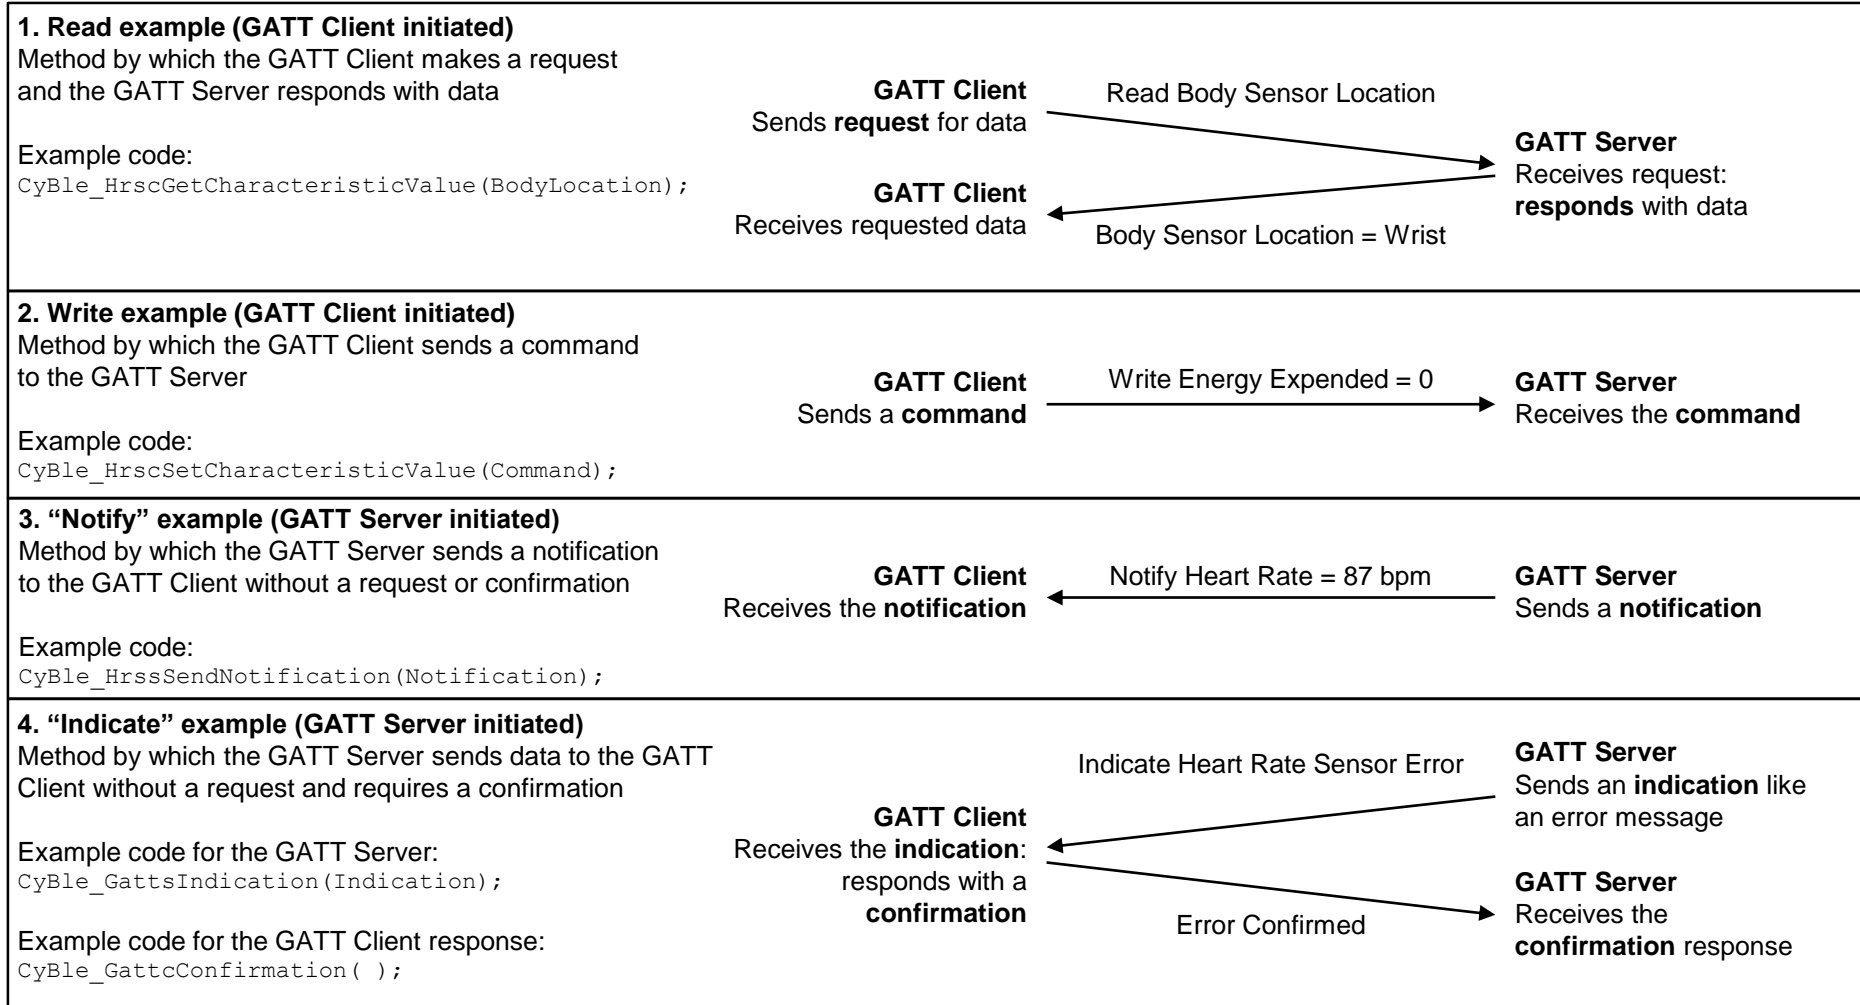 1. Read example (GATT Client initiated)
Method by which the GATT Client makes a request
and the GATT Server responds with data
Example code:
CyBle_HrscGetCharacteristicValue(BodyLocation);
GATT Client
Sends request for data
Read Body Sensor Location
GATT Server
Receives request:
responds with data
GATT Client
Receives requested data
Body Sensor Location = Wrist
2. Write example (GATT Client initiated)
Method by which the GATT Client sends a command
to the GATT Server
Example code:
CyBle_HrscSetCharacteristicValue(Command);
GATT Client
Sends a command
Write Energy Expended = 0
GATT Server
Receives the command
3. “Notify” example (GATT Server initiated)
Method by which the GATT Server sends a notification
to the GATT Client without a request or confirmation
Example code:
CyBle_HrssSendNotification(Notification);
GATT Client
Receives the notification
Notify Heart Rate = 87 bpm
GATT Server
Sends a notification
4. “Indicate” example (GATT Server initiated)
Method by which the GATT Server sends data to the GATT
Client without a request and requires a confirmation
Example code for the GATT Server:
CyBle_GattsIndication(Indication);
Example code for the GATT Client response:
CyBle_GattcConfirmation( );
Indicate Heart Rate Sensor Error
GATT Server
Sends an indication like
an error message
GATT Client
Receives the indication:
responds with a
confirmation
Error Confirmed
GATT Server
Receives the
confirmation response